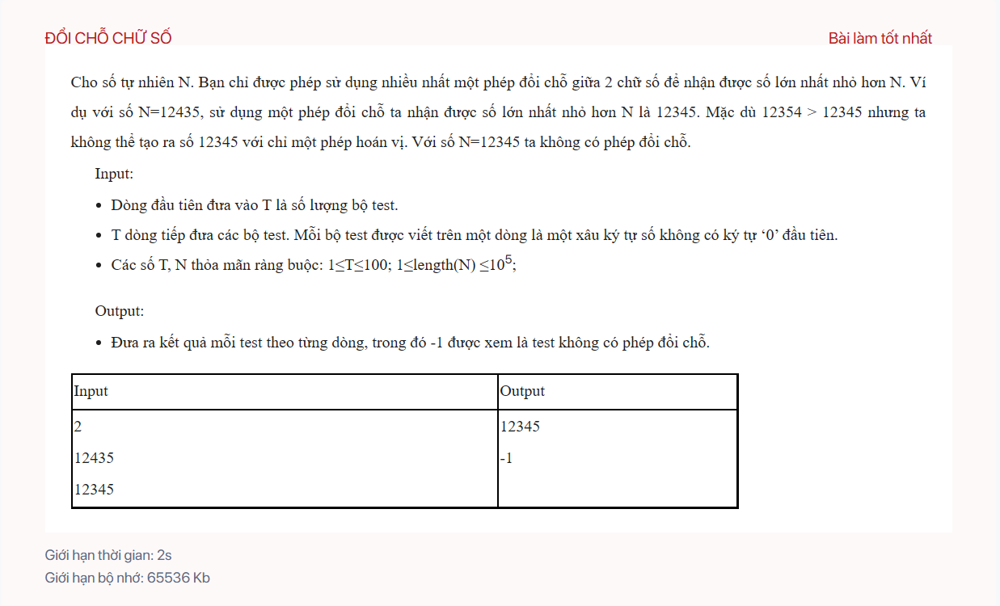 ĐỔI CHỖ CHỮ SỐ
Bài làm tốt nhất
Cho số tự nhiên N. Bạn chỉ được phép sử dụng nhiều nhất một phép đổi chỗ giữa 2 chữ số để nhận được số lớn nhất nhỏ hơn N. Ví
dụ với số N=12435, sử dụng một phép đổi chỗ ta nhận được số lớn nhất nhỏ hơn N là 12345. Mặc dù 12354 > 12345 nhưng ta
không thể tạo ra số 12345 với chỉ một phép hoán vị. Với số N=12345 ta không có phép đổi chỗ.
Input:
• Dòng đầu tiên đưa vào T là số lượng bộ test.
• T dòng tiếp đưa các bộ test. Mỗi bộ test được viết trên một dòng là một xâu ký tự số không có ký tự ‘0’ đầu tiên.
• Các số T, N thỏa mãn ràng buộc: 1≤T≤100; 1≤length(N) ≤10⁵;
Output:
• Đưa ra kết quả mỗi test theo từng dòng, trong đó -1 được xem là test không có phép đổi chỗ.
Input
Output
2
12435
12345
12345
-1
Giới hạn thời gian: 2s
Giới hạn bộ nhớ: 65536 Kb